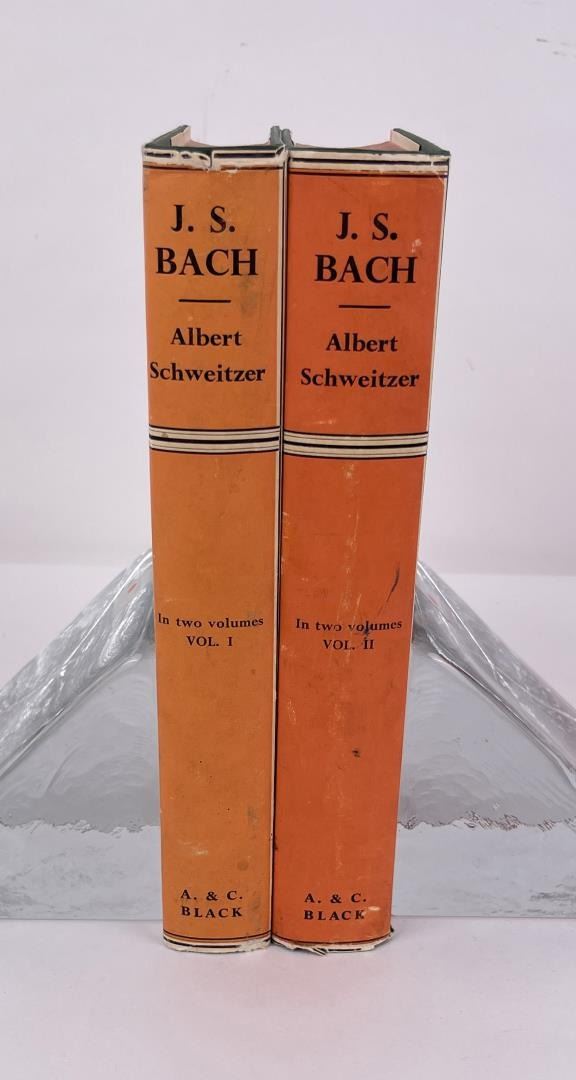 J. S.
BACH
Albert
Schweitzer
In two volumes
VOL. I
A. & C.
BLACK
J. S.
BACH
Albert
Schweitzer
In two volumes
VOL. II
A. & C.
BLACK